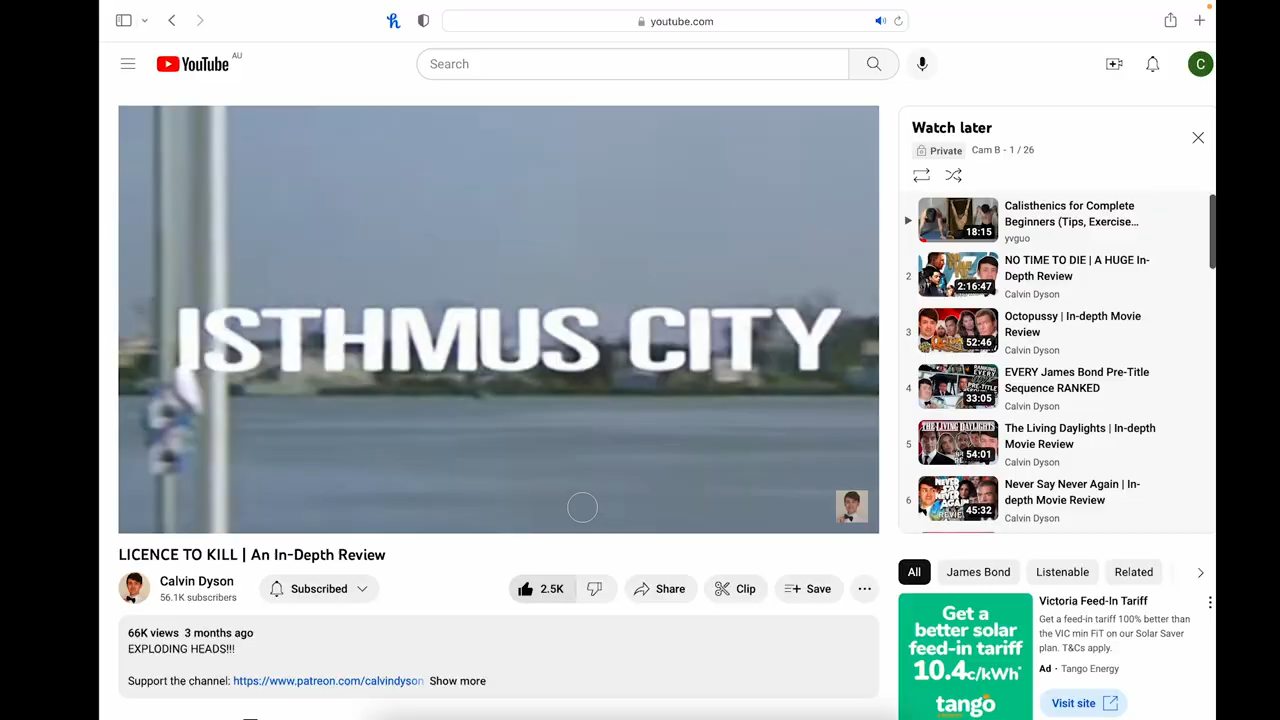 youtube.com
YouTube AU
Search
C
ISTHMUS CITY
LICENCE TO KILL | An In-Depth Review
Calvin Dyson
56.1K subscribers
Subscribed
2.5K
Share
Clip
Save
66K views 3 months ago
EXPLODING HEADS!!!
Support the channel: https://www.patreon.com/calvindyson Show more
Watch later
Private Cam B - 1 / 26
18:15
Calisthenics for Complete
Beginners (Tips, Exercise...
yvguo
2
2:16:47
NO TIME TO DIE | A HUGE In-
Depth Review
Calvin Dyson
3
52:46
Octopussy | In-depth Movie
Review
Calvin Dyson
4
33:05
EVERY James Bond Pre-Title
Sequence RANKED
Calvin Dyson
5
THE LIVING DAYLIGHTS
54:01
The Living Daylights | In-depth
Movie Review
Calvin Dyson
6
45:32
Never Say Never Again | In-
depth Movie Review
Calvin Dyson
All
James Bond
Listenable
Related
Get a
better solar
feed-in tariff
10.4c/kWh*
tango
Victoria Feed-In Tariff
Get a feed-in tariff 100% better than
the VIC min FiT on our Solar Saver
plan. T&Cs apply.
Ad · Tango Energy
Visit site